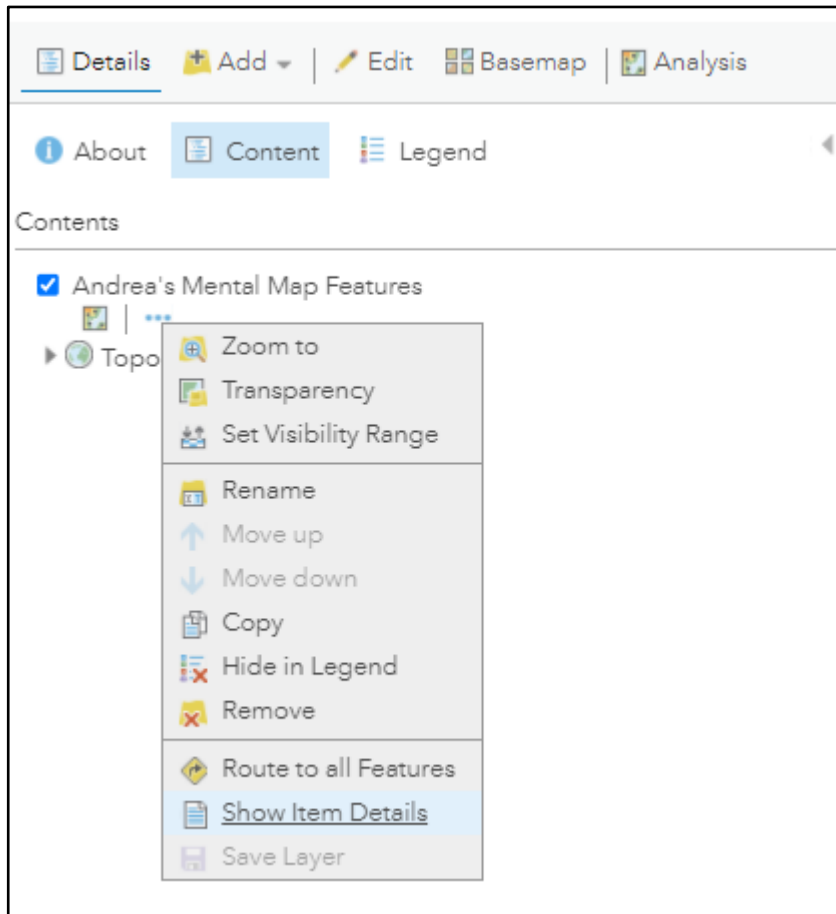 Details Add Edit Basemap Analysis
About Content Legend
Contents
Andrea's Mental Map Features
Topo
Zoom to
Transparency
Set Visibility Range
Rename
Move up
Move down
Copy
Hide in Legend
Remove
Route to all Features
Show Item Details
Save Layer